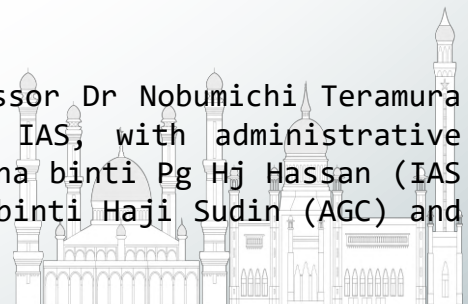 ssor Dr Nobumichi Teramura
IAS, with administrative
na binti Pg Hj Hassan (IAS
binti Haji Sudin (AGC) and